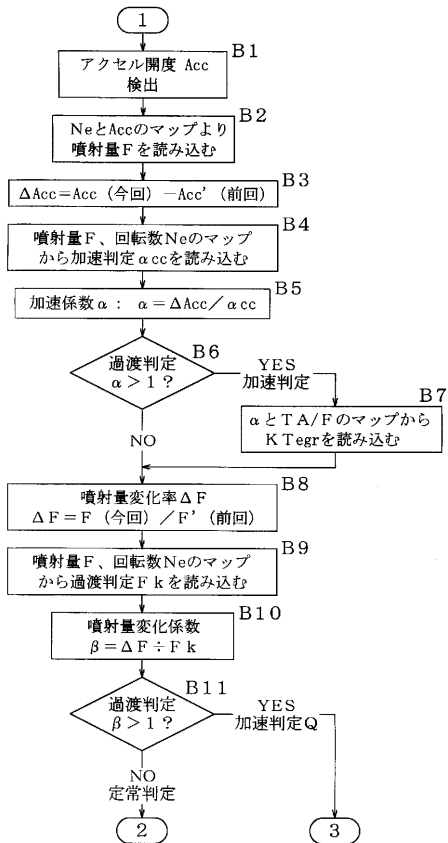 1
B1
アクセル開度 Acc
検出
B2
NeとAccのマップより
噴射量Fを読み込む
B3
ΔAcc=Acc (今回) −Acc' (前回)
B4
噴射量F、回転数Neのマップ
から加速判定αccを読み込む
B5
加速係数α: α=ΔAcc/αcc
B6
過渡判定
α>1?
YES
加速判定
B7
αとTA/Fのマップから
KTegrを読み込む
NO
B8
噴射量変化率ΔF
ΔF=F (今回) /F' (前回)
B9
噴射量F、回転数Neのマップ
から過渡判定Fkを読み込む
B10
噴射量変化係数
β=ΔF÷Fk
B11
過渡判定
β>1?
YES
加速判定Q
NO
定常判定
2
3